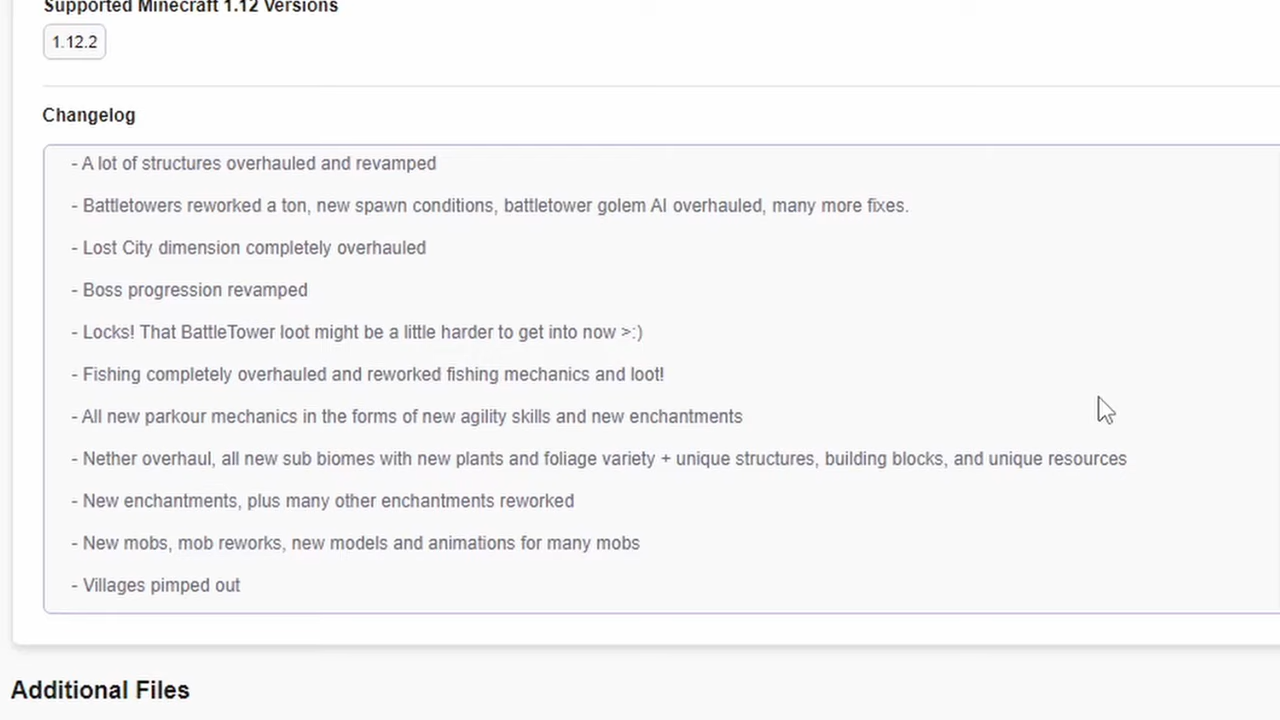 Supported Minecraft 1.12 Versions
1.12.2
Changelog
- A lot of structures overhauled and revamped
- Battletowers reworked a ton, new spawn conditions, battletower golem AI overhauled, many more fixes.
- Lost City dimension completely overhauled
- Boss progression revamped
- Locks! That BattleTower loot might be a little harder to get into now >:)
- Fishing completely overhauled and reworked fishing mechanics and loot!
- All new parkour mechanics in the forms of new agility skills and new enchantments
- Nether overhaul, all new sub biomes with new plants and foliage variety + unique structures, building blocks, and unique resources
- New enchantments, plus many other enchantments reworked
- New mobs, mob reworks, new models and animations for many mobs
- Villages pimped out
Additional Files